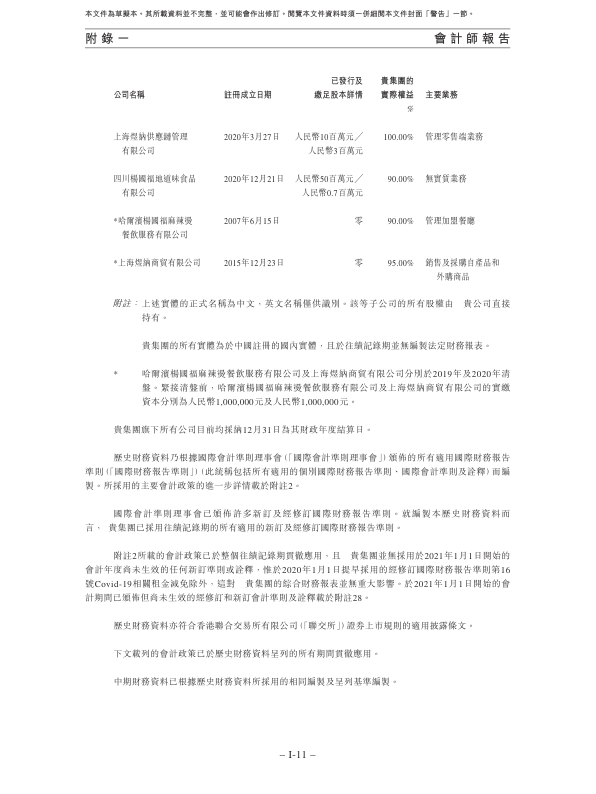 本文件為草擬本。其所載資料並不完整，並可能會作出修訂。閱覽本文件資料時須一併細閱本文件封面「警告」一節。
附錄一 會計師報告
已發行及 貴集團的
公司名稱 註冊成立日期 繳足股本詳情 實際權益 主要業務
%
上海煜納供應鏈管理 2020年3月27日 人民幣10百萬元╱ 100.00% 管理零售端業務
有限公司 人民幣3百萬元
四川楊國福地道味食品 2020年12月21日 人民幣50百萬元╱ 90.00% 無實質業務
有限公司 人民幣0.7百萬元
*哈爾濱楊國福麻辣燙 2007年6月15日 零 90.00% 管理加盟餐廳
餐飲服務有限公司
*上海煜納商貿有限公司 2015年12月23日 零 95.00% 銷售及採購自產品和
外購商品
附註： 上述實體的正式名稱為中文，英文名稱僅供識別。該等子公司的所有股權由 貴公司直接
持有。
貴集團的所有實體為於中國註冊的國內實體，且於往績記錄期並無編製法定財務報表。
* 哈爾濱楊國福麻辣燙餐飲服務有限公司及上海煜納商貿有限公司分別於2019年及2020年清
盤。緊接清盤前，哈爾濱楊國福麻辣燙餐飲服務有限公司及上海煜納商貿有限公司的實繳
資本分別為人民幣1,000,000元及人民幣1,000,000元。
貴集團旗下所有公司目前均採納12月31日為其財政年度結算日。
歷史財務資料乃根據國際會計準則理事會（「國際會計準則理事會」）頒佈的所有適用國際財務報告
準則（「國際財務報告準則」）（此統稱包括所有適用的個別國際財務報告準則、國際會計準則及詮釋）而編
製。所採用的主要會計政策的進一步詳情載於附註2。
國際會計準則理事會已頒佈許多新訂及經修訂國際財務報告準則。就編製本歷史財務資料而
言， 貴集團已採用往績記錄期的所有適用的新訂及經修訂國際財務報告準則。
附註2所載的會計政策已於整個往績記錄期貫徹應用，且 貴集團並無採用於2021年1月1日開始的
會計年度尚未生效的任何新訂準則或詮釋，惟於2020年1月1日提早採用的經修訂國際財務報告準則第16
號Covid-19相關租金減免除外，這對 貴集團的綜合財務報表並無重大影響。於2021年1月1日開始的會
計期間已頒佈但尚未生效的經修訂和新訂會計準則及詮釋載於附註28。
歷史財務資料亦符合香港聯合交易所有限公司（「聯交所」）證券上市規則的適用披露條文。
下文載列的會計政策已於歷史財務資料呈列的所有期間貫徹應用。
中期財務資料已根據歷史財務資料所採用的相同編製及呈列基準編製。
– I-11 –